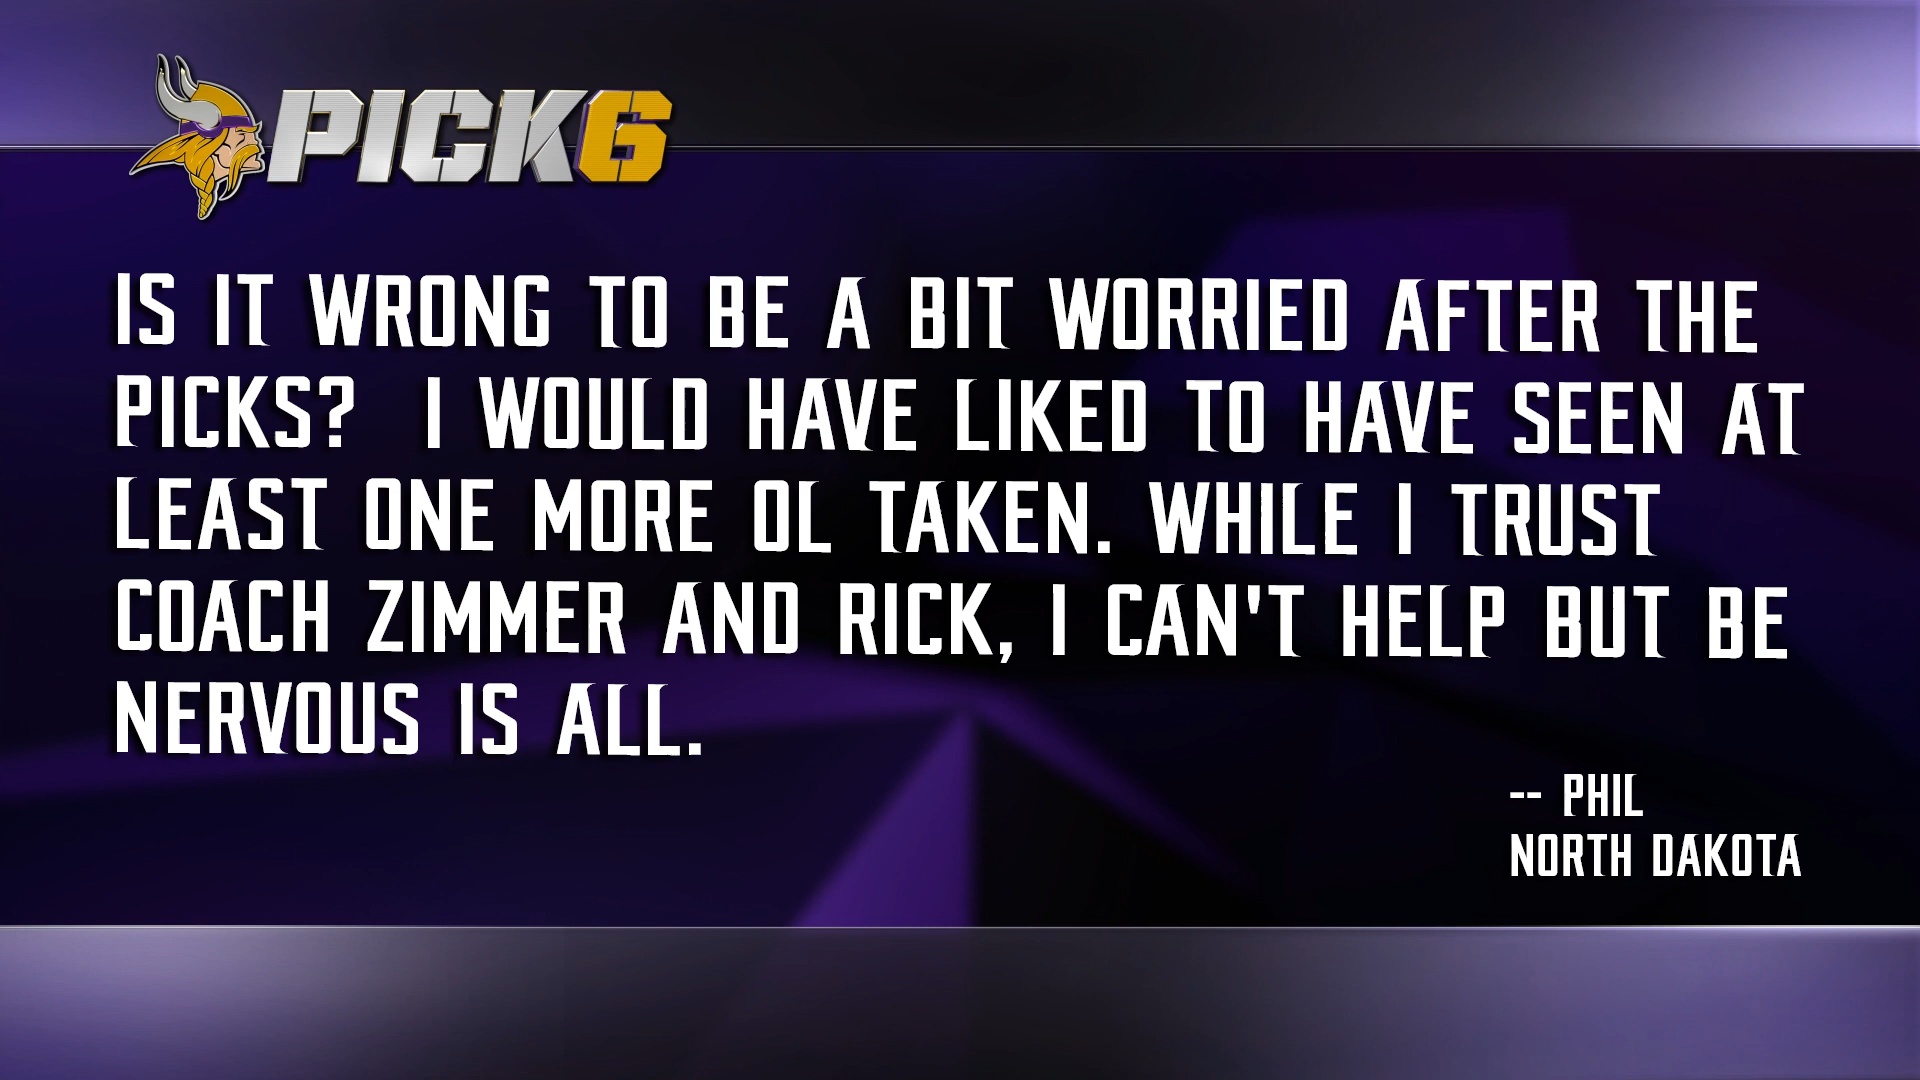 PICK6
IS IT WRONG TO BE A BIT WORRIED AFTER THE
PICKS? I WOULD HAVE LIKED TO HAVE SEEN AT
LEAST ONE MORE OL TAKEN. WHILE I TRUST
COACH ZIMMER AND RICK, I CAN'T HELP BUT BE
NERVOUS IS ALL.
-- PHIL
NORTH DAKOTA